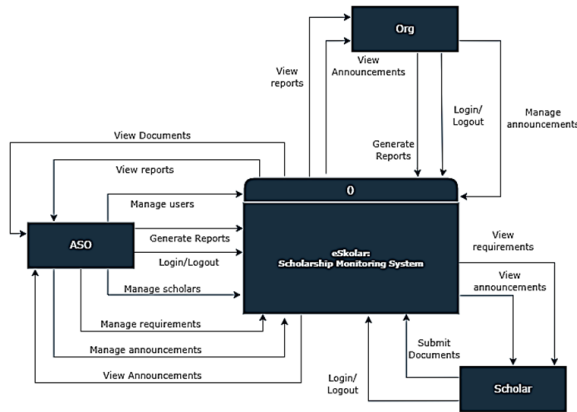 Org
View
reports
View
Announcements
Login/
Logout
Manage
announcements
Generate
Reports
View Documents
View reports
Manage users
0
ASO
Generate Reports
Login/Logout
eSkolar:
Scholarship Monitoring System
View
requirements
View
announcements
Manage scholars
Manage requirements
Manage announcements
View Announcements
Login/
Logout
Submit
Documents
Scholar